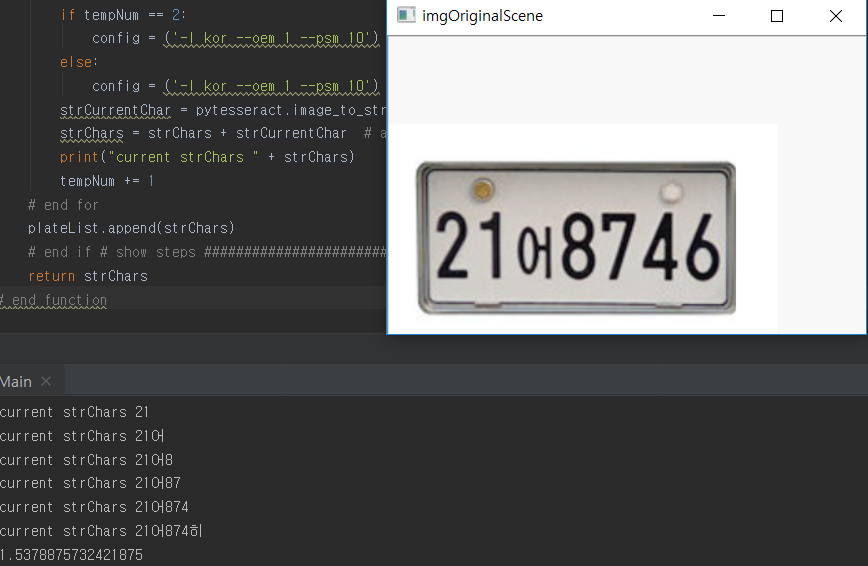 if tempNum == 2:
config = ('-l kor --oem 1 --psm 10')
else:
config = ('-l kor --oem 1 --psm 10')
strCurrentChar = pytesseract.image_to_str
strChars = strChars + strCurrentChar # a
print("current strChars " + strChars)
tempNum += 1
# end for
plateList.append(strChars)
# end if # show steps #######################
return strChars
# end function
imgOriginalScene
21어8746
Main
current strChars 21
current strChars 21어
current strChars 21어8
current strChars 21어87
current strChars 21어874
current strChars 21어874히
1.5378875732421875